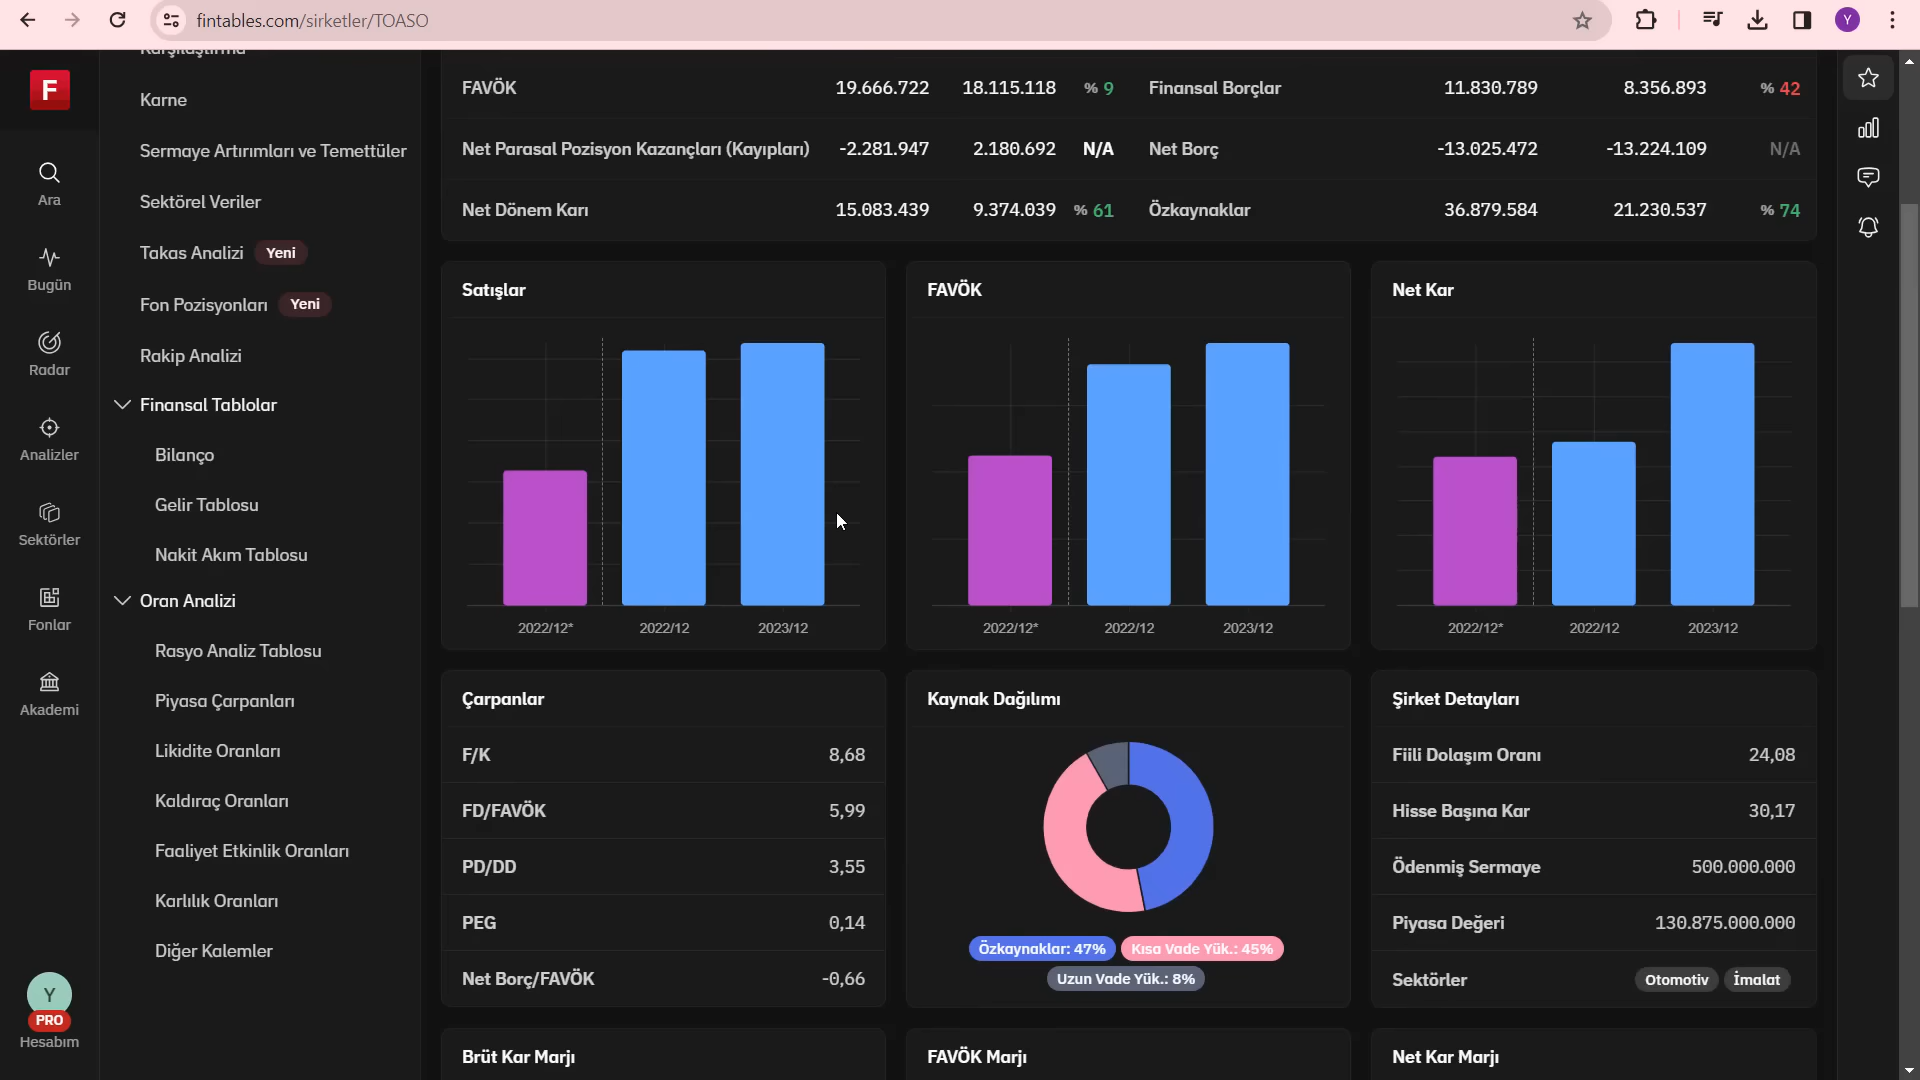 fintables.com/sirketler/TOASO
Y
Karşılaştırma
F
Ara
Bugün
Radar
Analizler
Sektörler
Fonlar
Akademi
Y
PRO
Hesabım
Karne
Sermaye Artırımları ve Temettüler
Sektörel Veriler
Takas Analizi Yeni
Fon Pozisyonları Yeni
Rakip Analizi
Finansal Tablolar
Bilanço
Gelir Tablosu
Nakit Akım Tablosu
Oran Analizi
Rasyo Analiz Tablosu
Piyasa Çarpanları
Likidite Oranları
Kaldıraç Oranları
Faaliyet Etkinlik Oranları
Karlılık Oranları
Diğer Kalemler
FAVÖK 19.666.722 18.115.118 % 9 Finansal Borçlar 11.830.789 8.356.893 % 42
Net Parasal Pozisyon Kazançları (Kayıpları) -2.281.947 2.180.692 N/A Net Borç -13.025.472 -13.224.109 N/A
Net Dönem Karı 15.083.439 9.374.039 % 61 Özkaynaklar 36.879.584 21.230.537 % 74
Satışlar
2022/12* 2022/12 2023/12
FAVÖK
2022/12* 2022/12 2023/12
Net Kar
2022/12* 2022/12 2023/12
Çarpanlar
F/K 8,68
FD/FAVÖK 5,99
PD/DD 3,55
PEG 0,14
Net Borç/FAVÖK -0,66
Kaynak Dağılımı
Özkaynaklar: 47% Kısa Vade Yük.: 45%
Uzun Vade Yük.: 8%
Şirket Detayları
Fiili Dolaşım Oranı 24,08
Hisse Başına Kar 30,17
Ödenmiş Sermaye 500.000.000
Piyasa Değeri 130.875.000.000
Sektörler Otomotiv İmalat
Brüt Kar Marjı
FAVÖK Marjı
Net Kar Marjı